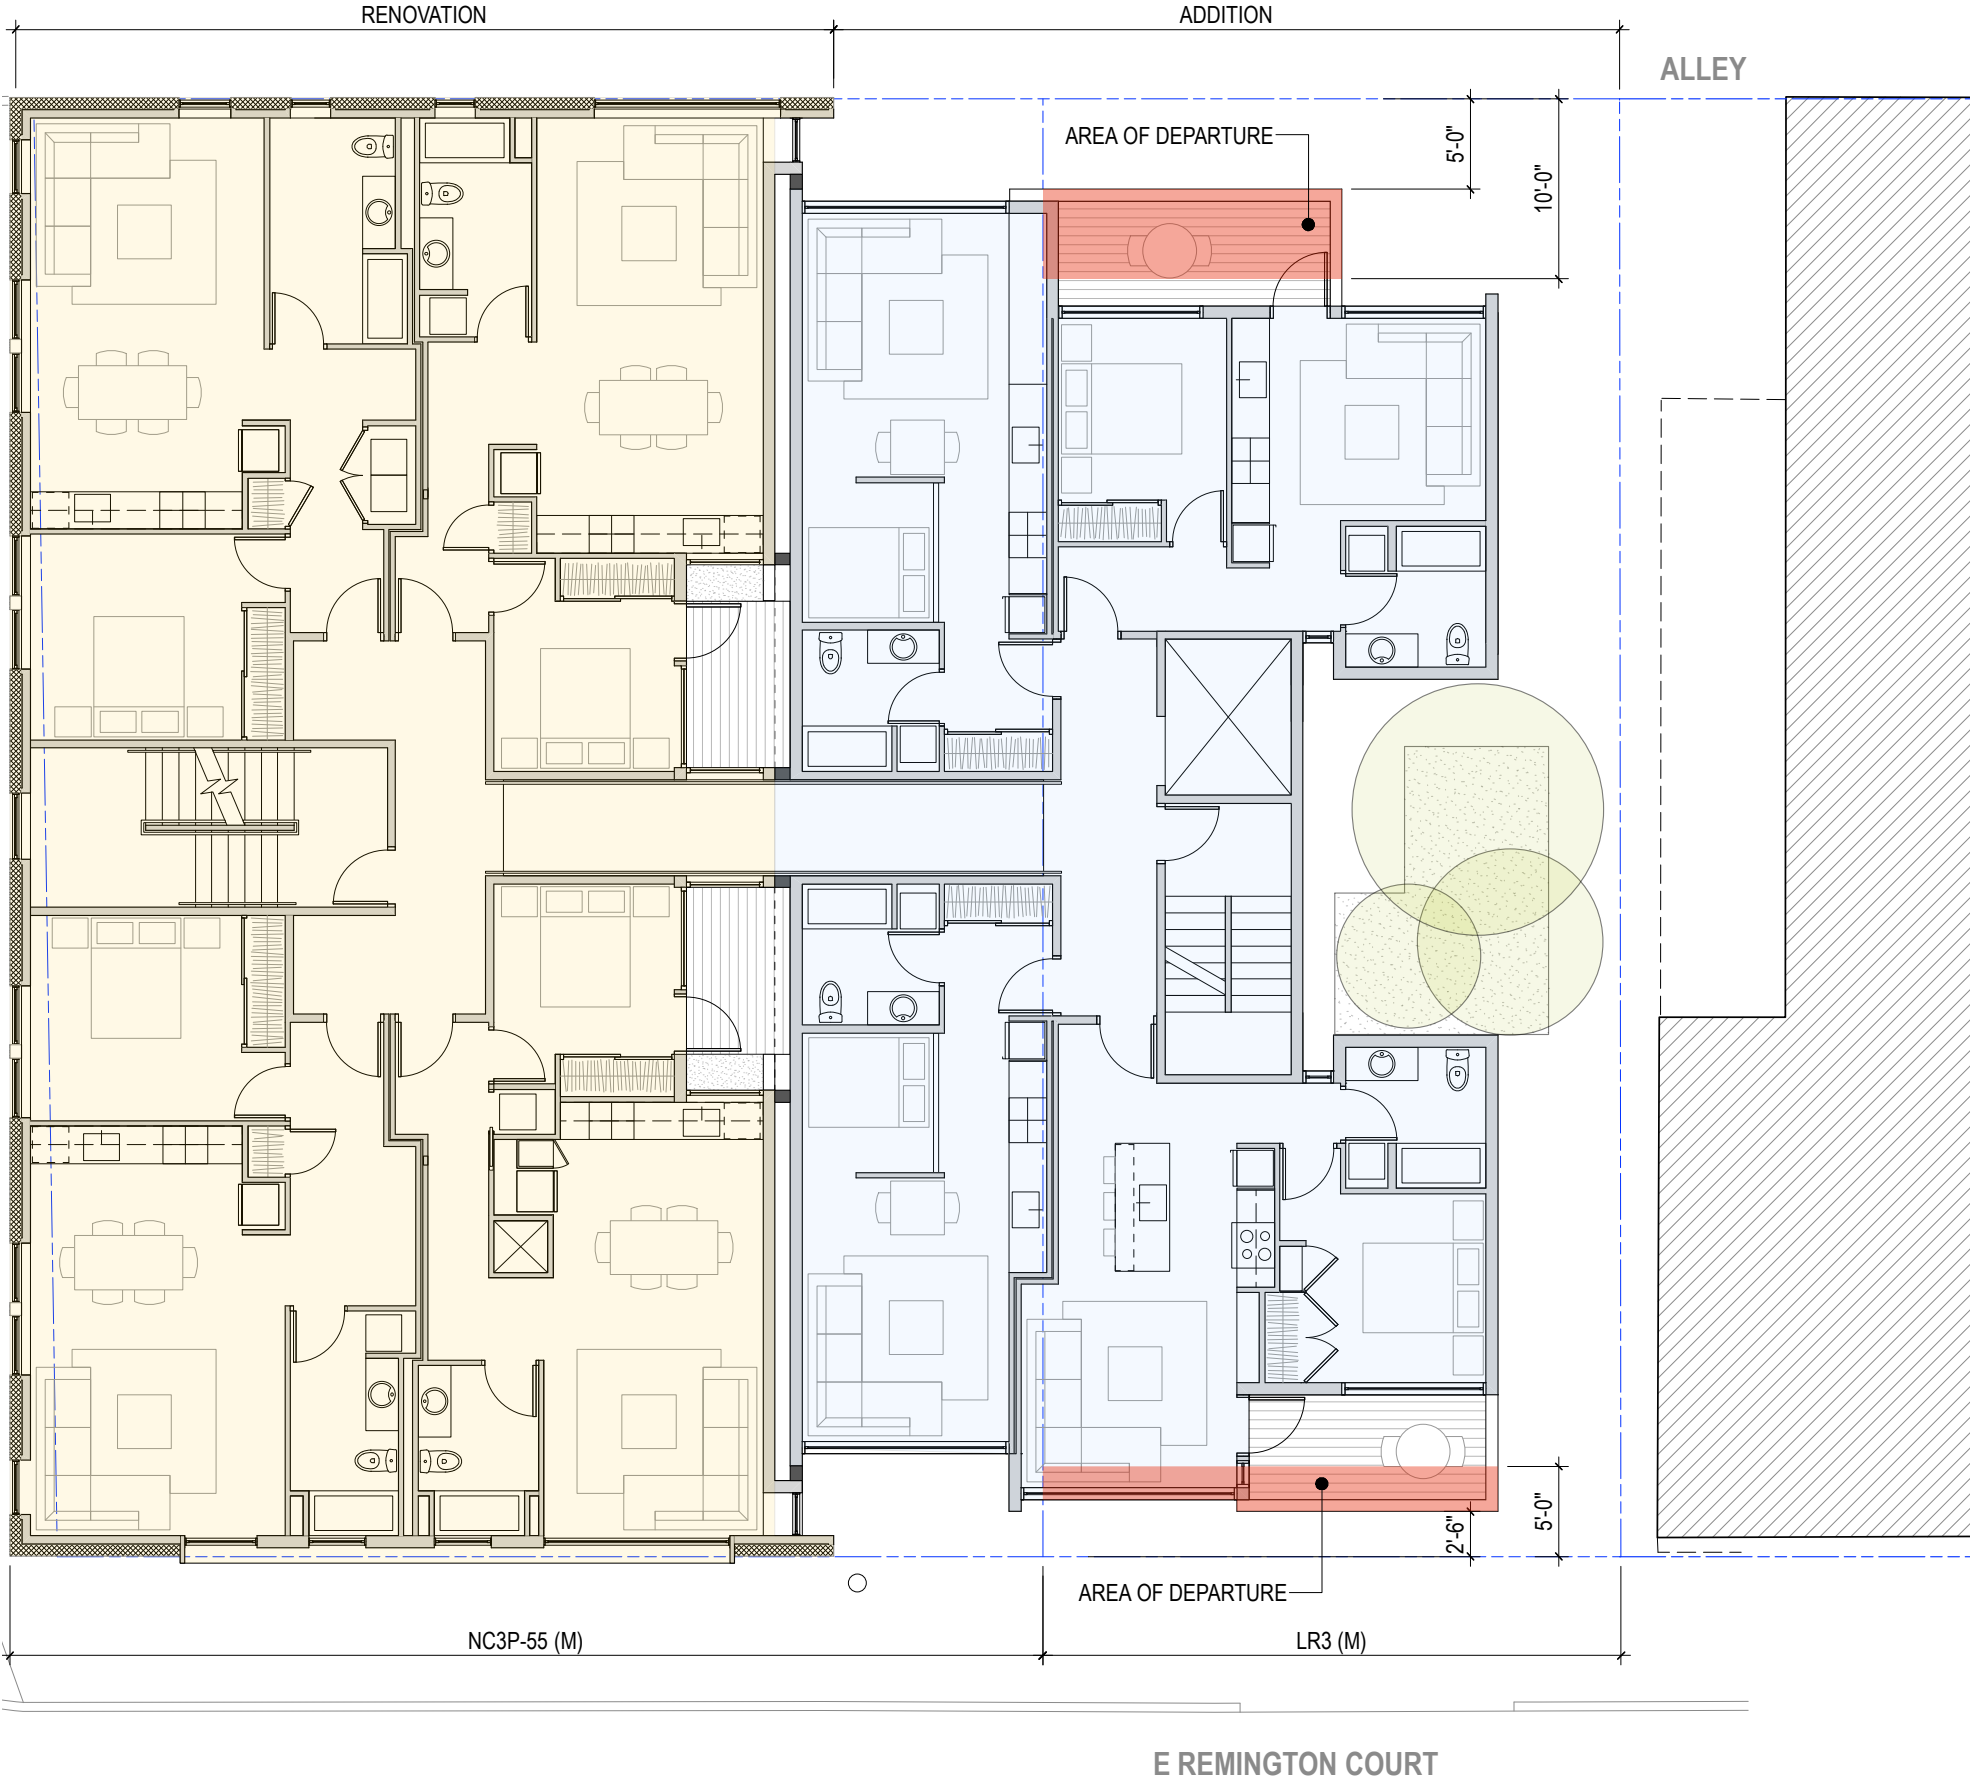 RENOVATION
ADDITION
ALLEY
AREA OF DEPARTURE
5'-0"
10'-0"
5'-0"
2'-6"
AREA OF DEPARTURE
NC3P-55 (M)
LR3 (M)
E REMINGTON COURT